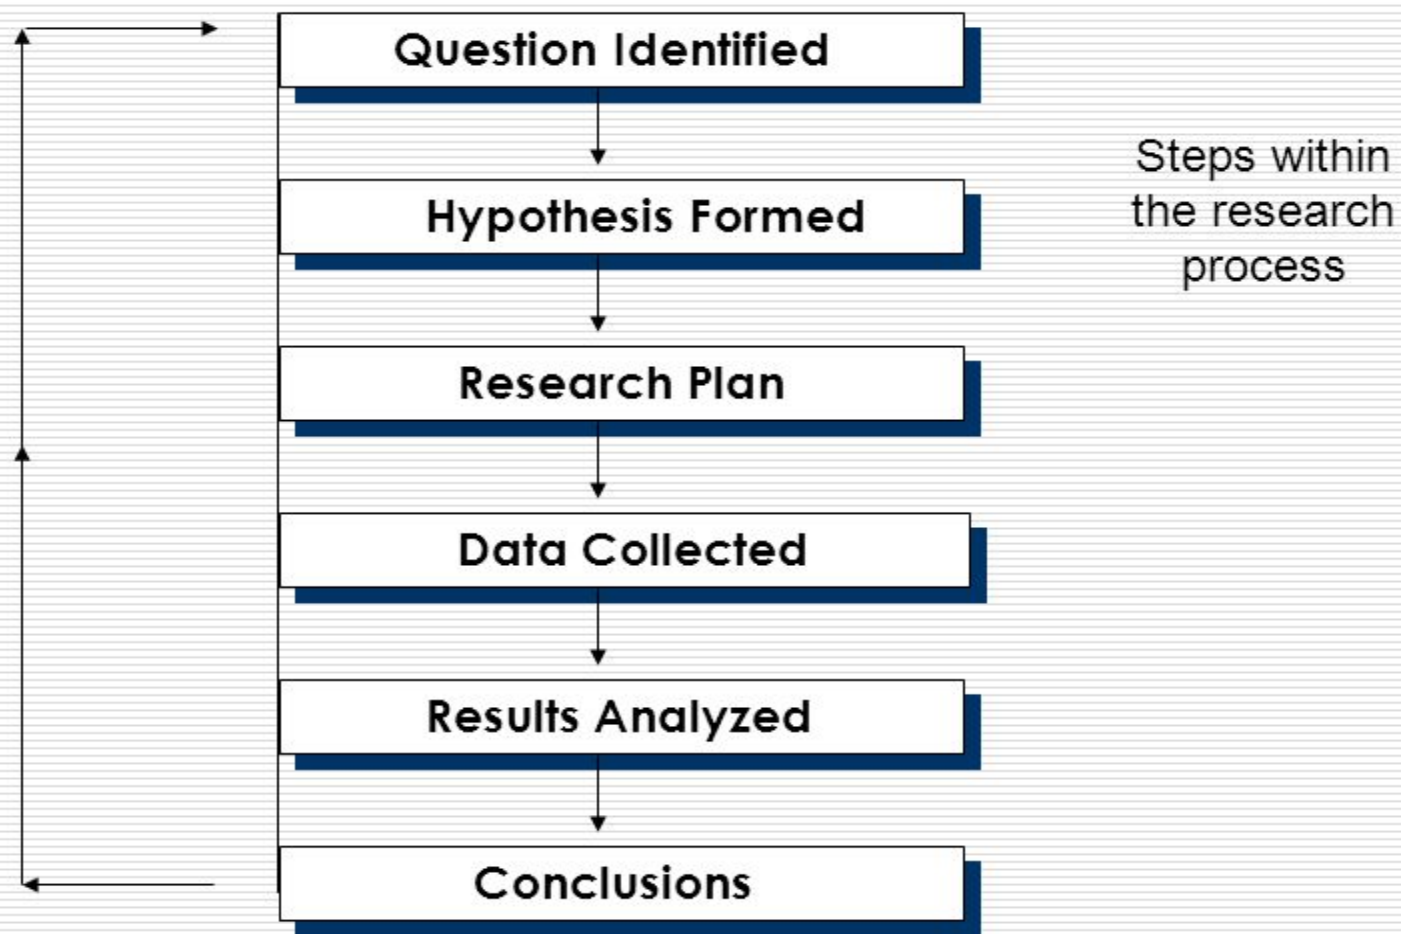 Question Identified
Steps within
the research
process
Hypothesis Formed
Research Plan
Data Collected
Results Analyzed
Conclusions